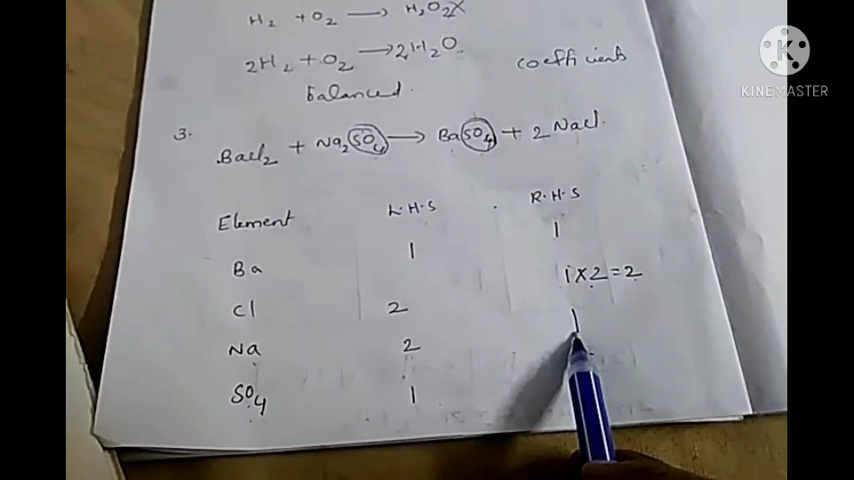 H₂ + O₂ → H₂O₂ X
2H₂ + O₂ → 2H₂O
coefficients
balanced.
K
KINEMASTER
3.
BaCl₂ + Na₂SO₄ → BaSO₄ + 2 NaCl.
Element L.H.S R.H.S
Ba 1 1
Cl 2 1×2=2
Na 2 1
SO₄ 1